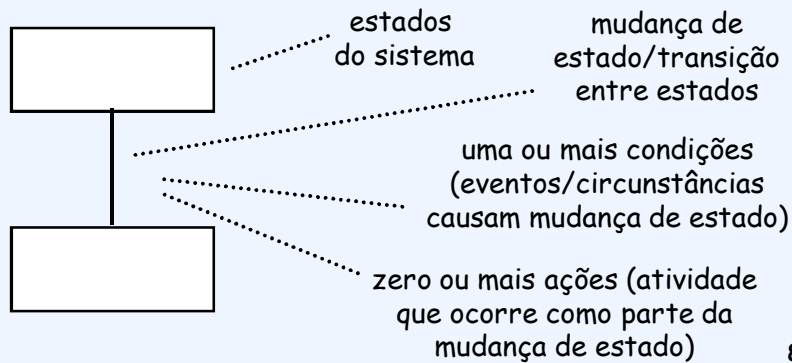 estados
do sistema
mudança de
estado/transição
entre estados
uma ou mais condições
(eventos/circunstâncias
causam mudança de estado)
zero ou mais ações (atividade
que ocorre como parte da
mudança de estado)